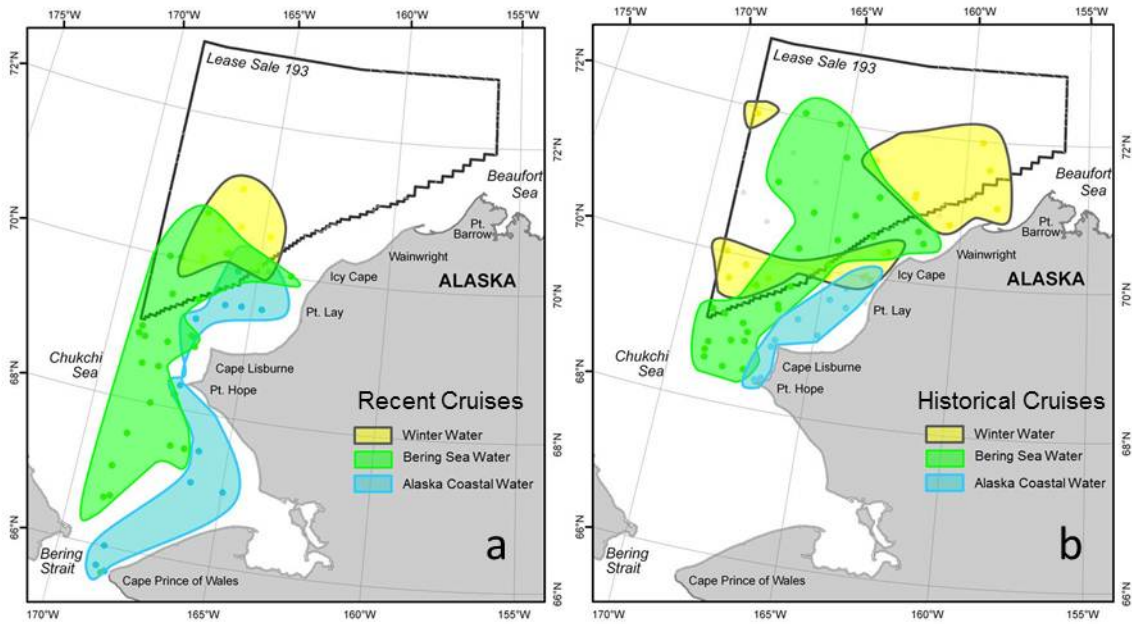 175°W 170°W 165°W 160°W 155°W
72°N
Lease Sale 193
72°N
Beaufort
Sea
70°N
Pt.
Barrow
Wainwright
Icy Cape
ALASKA
70°N
Pt. Lay
Chukchi
Sea
68°N
Cape Lisburne
Pt. Hope
Recent Cruises
Winter Water
Bering Sea Water
Alaska Coastal Water
68°N
66°N
Bering
Strait
a
Cape Prince of Wales
66°N
170°W 165°W 160°W 155°W
175°W 170°W 165°W 160°W 155°W
72°N
Lease Sale 193
72°N
Beaufort
Sea
70°N
Pt.
Barrow
Wainwright
Icy Cape
ALASKA
70°N
Pt. Lay
Chukchi
Sea
68°N
Cape Lisburne
Pt. Hope
Historical Cruises
Winter Water
Bering Sea Water
Alaska Coastal Water
68°N
66°N
Bering
Strait
b
Cape Prince of Wales
66°N
170°W 165°W 160°W 155°W